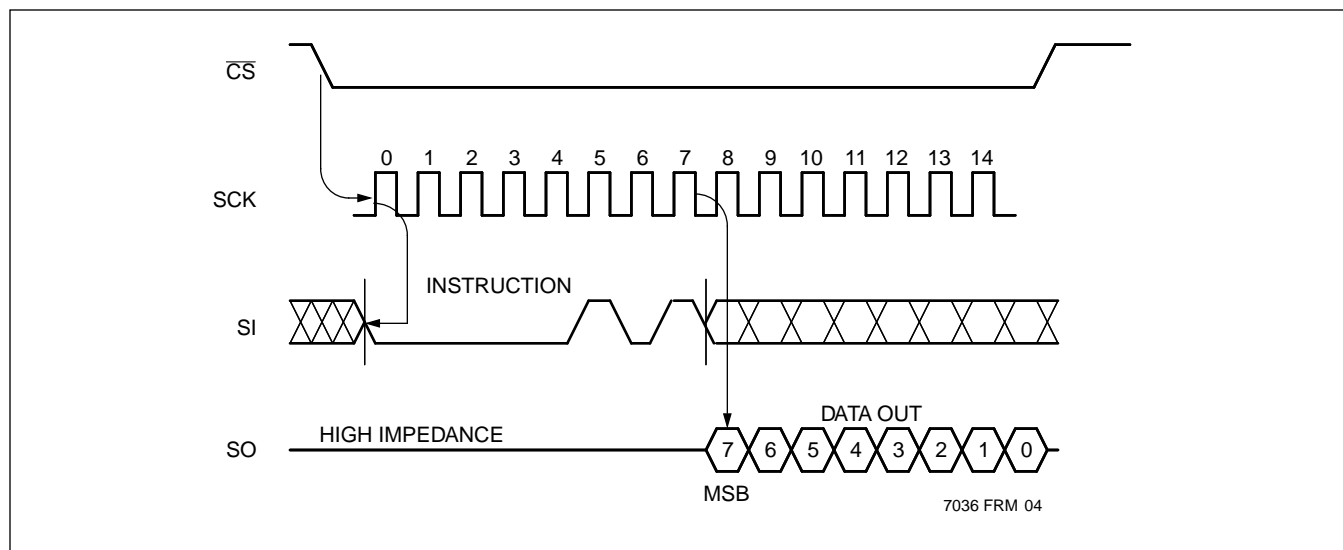 CS
0 1 2 3 4 5 6 7 8 9 10 11 12 13 14
SCK
INSTRUCTION
SI
DATA OUT
HIGH IMPEDANCE
SO
7 6 5 4 3 2 1 0
MSB
7036 FRM 04